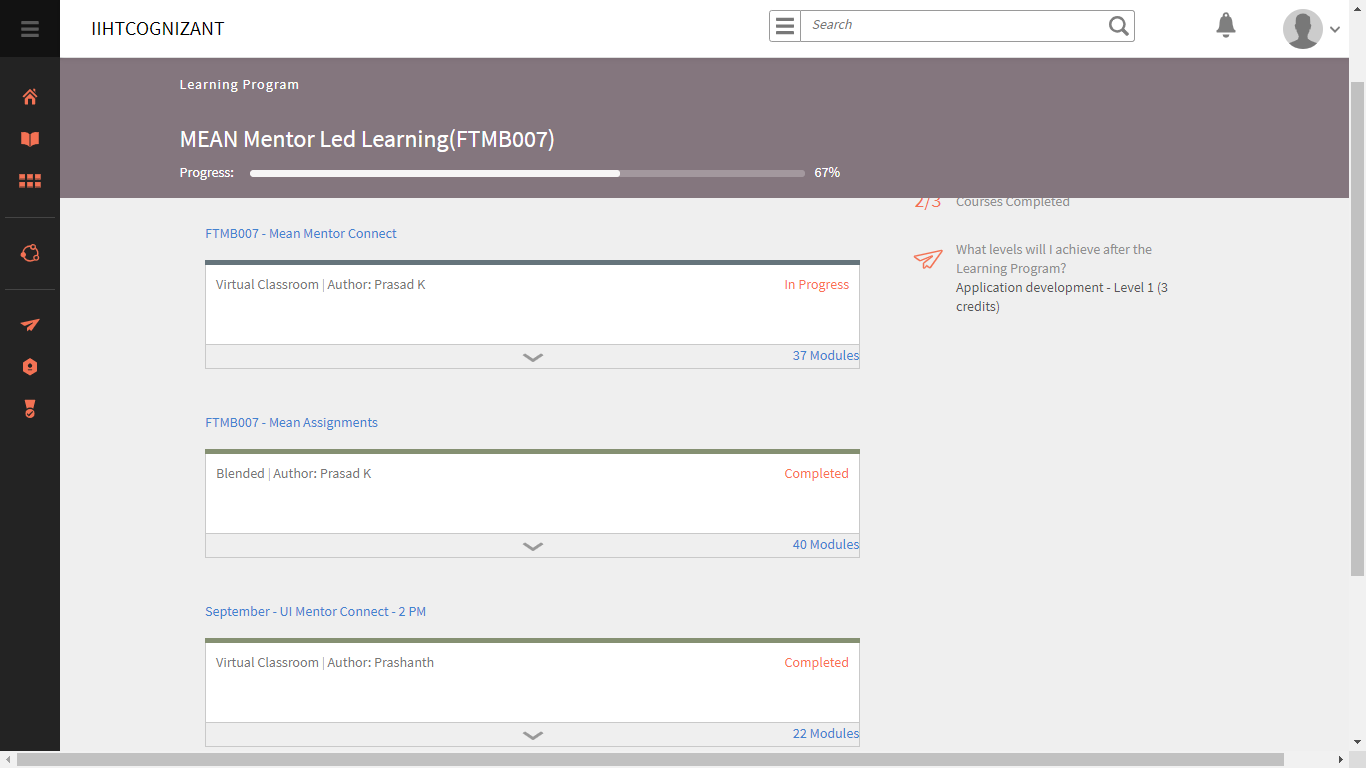 IIHTCOGNIZANT
Search
Learning Program
MEAN Mentor Led Learning(FTMB007)
Progress: 67%
2/3 Courses Completed
FTMB007 - Mean Mentor Connect
Virtual Classroom | Author: Prasad K
In Progress
37 Modules
What levels will I achieve after the
Learning Program?
Application development - Level 1 (3
credits)
FTMB007 - Mean Assignments
Blended | Author: Prasad K
Completed
40 Modules
September - UI Mentor Connect - 2 PM
Virtual Classroom | Author: Prashanth
Completed
22 Modules